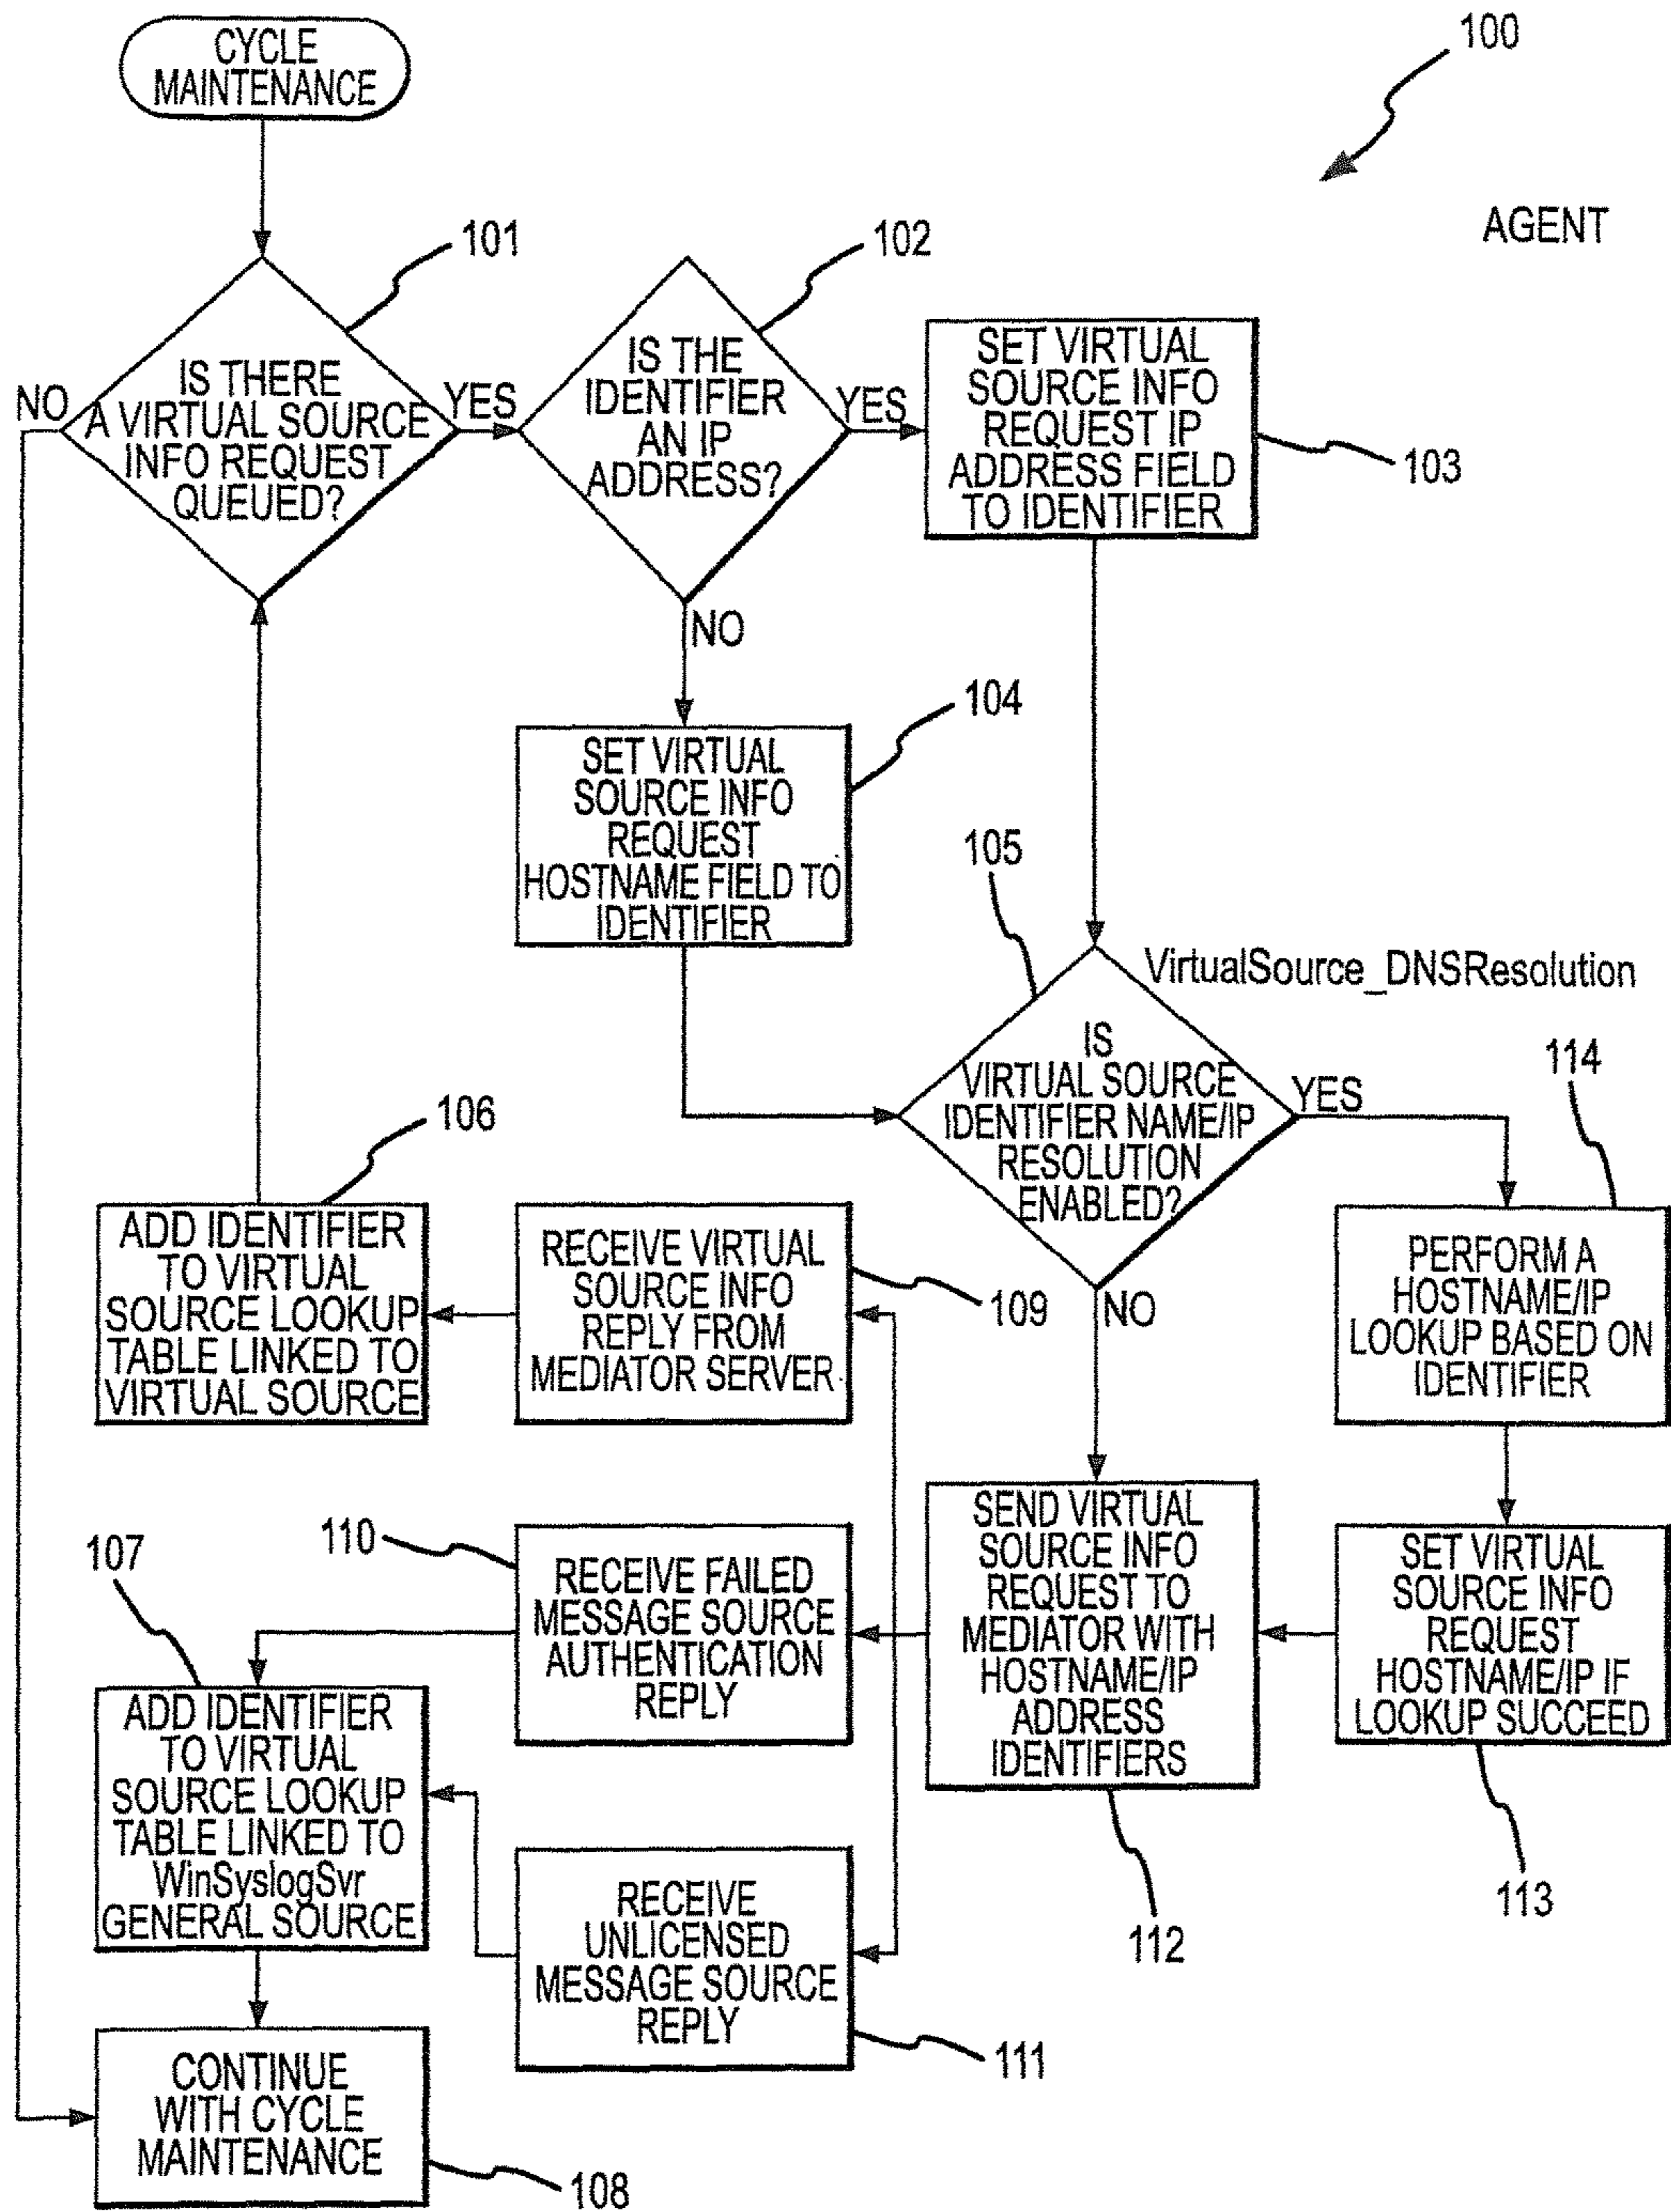 CYCLE
MAINTENANCE
100
AGENT
101
102
IS THERE
A VIRTUAL SOURCE
INFO REQUEST
QUEUED?
NO
YES
IS THE
IDENTIFIER
AN IP
ADDRESS?
YES
NO
SET VIRTUAL
SOURCE INFO
REQUEST IP
ADDRESS FIELD
TO IDENTIFIER
103
104
SET VIRTUAL
SOURCE INFO
REQUEST
HOSTNAME FIELD TO
IDENTIFIER
105
VirtualSource_DNSResolution
IS
VIRTUAL SOURCE
IDENTIFIER NAME/IP
RESOLUTION
ENABLED?
YES
NO
114
106
ADD IDENTIFIER
TO VIRTUAL
SOURCE LOOKUP
TABLE LINKED TO
VIRTUAL SOURCE
RECEIVE VIRTUAL
SOURCE INFO
REPLY FROM
MEDIATOR SERVER
109
PERFORM A
HOSTNAME/IP
LOOKUP BASED ON
IDENTIFIER
110
RECEIVE FAILED
MESSAGE SOURCE
AUTHENTICATION
REPLY
SEND VIRTUAL
SOURCE INFO
REQUEST TO
MEDIATOR WITH
HOSTNAME/IP
ADDRESS
IDENTIFIERS
SET VIRTUAL
SOURCE INFO
REQUEST
HOSTNAME/IP IF
LOOKUP SUCCEED
107
ADD IDENTIFIER
TO VIRTUAL
SOURCE LOOKUP
TABLE LINKED TO
WinSyslogSvr
GENERAL SOURCE
RECEIVE
UNLICENSED
MESSAGE SOURCE
REPLY
111
112
113
CONTINUE
WITH CYCLE
MAINTENANCE
108